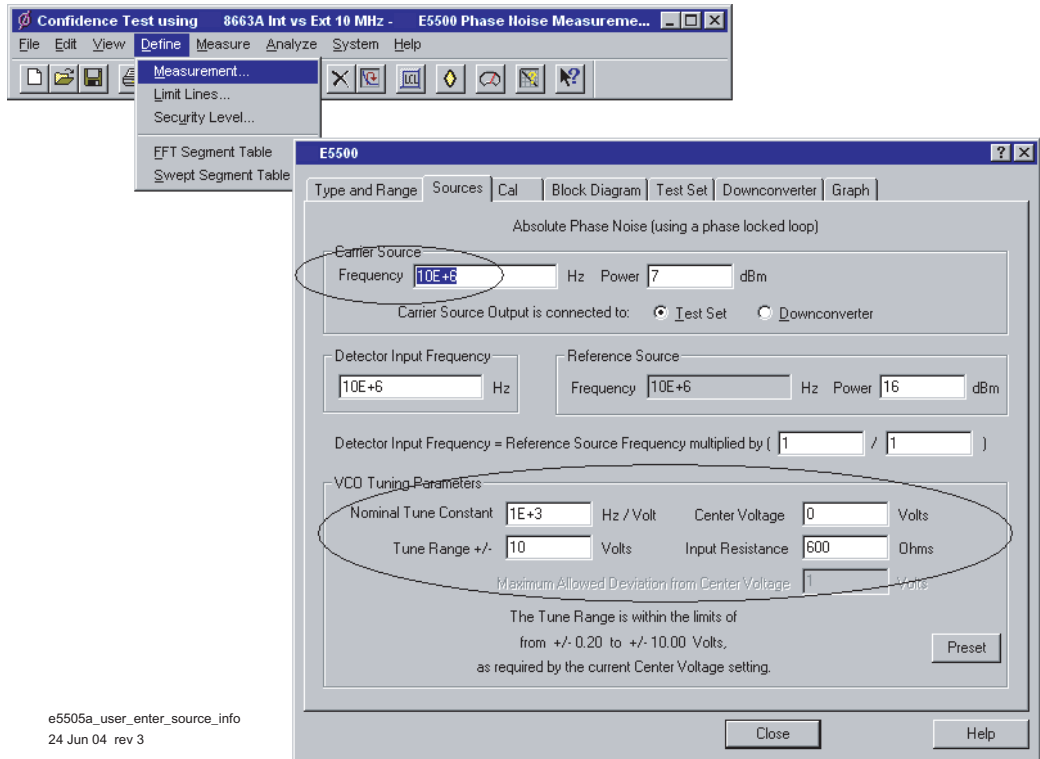 Confidence Test using 8663A Int vs Ext 10 MHz - E5500 Phase Noise Measureme...
File Edit View Define Measure Analyze System Help
Measurement...
Limit Lines...
Security Level...
FFT Segment Table
Swept Segment Table
E5500
Type and Range Sources Cal Block Diagram Test Set Downconverter Graph
Absolute Phase Noise (using a phase locked loop)
Carrier Source
Frequency 10E+6 Hz Power 7 dBm
Carrier Source Output is connected to: Test Set Downconverter
Detector Input Frequency
10E+6 Hz
Reference Source
Frequency 10E+6 Hz Power 16 dBm
Detector Input Frequency = Reference Source Frequency multiplied by ( 1 / 1 )
VCO Tuning Parameters
Nominal Tune Constant 1E+3 Hz / Volt Center Voltage 0 Volts
Tune Range +/- 10 Volts Input Resistance 600 Ohms
Maximum Allowed Deviation from Center Voltage 1 Volts
The Tune Range is within the limits of
from +/- 0.20 to +/- 10.00 Volts,
as required by the current Center Voltage setting.
Preset
Close Help
e5505a_user_enter_source_info
24 Jun 04 rev 3